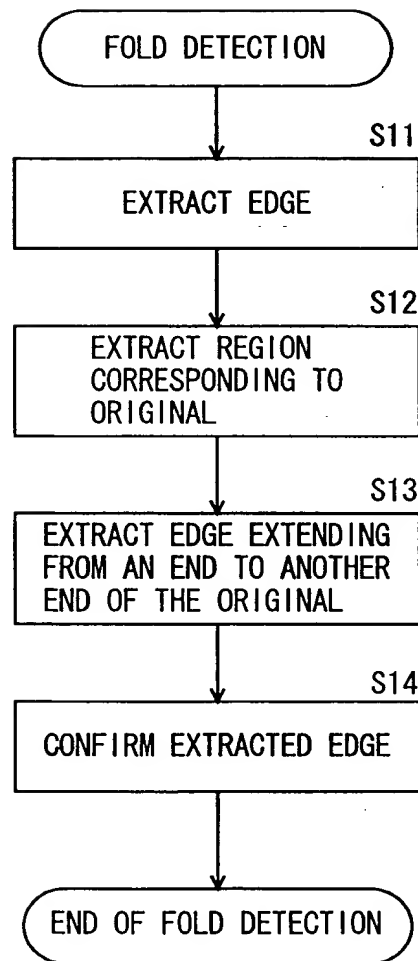 FOLD DETECTION
S11
EXTRACT EDGE
S12
EXTRACT REGION
CORRESPONDING TO
ORIGINAL
S13
EXTRACT EDGE EXTENDING
FROM AN END TO ANOTHER
END OF THE ORIGINAL
S14
CONFIRM EXTRACTED EDGE
END OF FOLD DETECTION